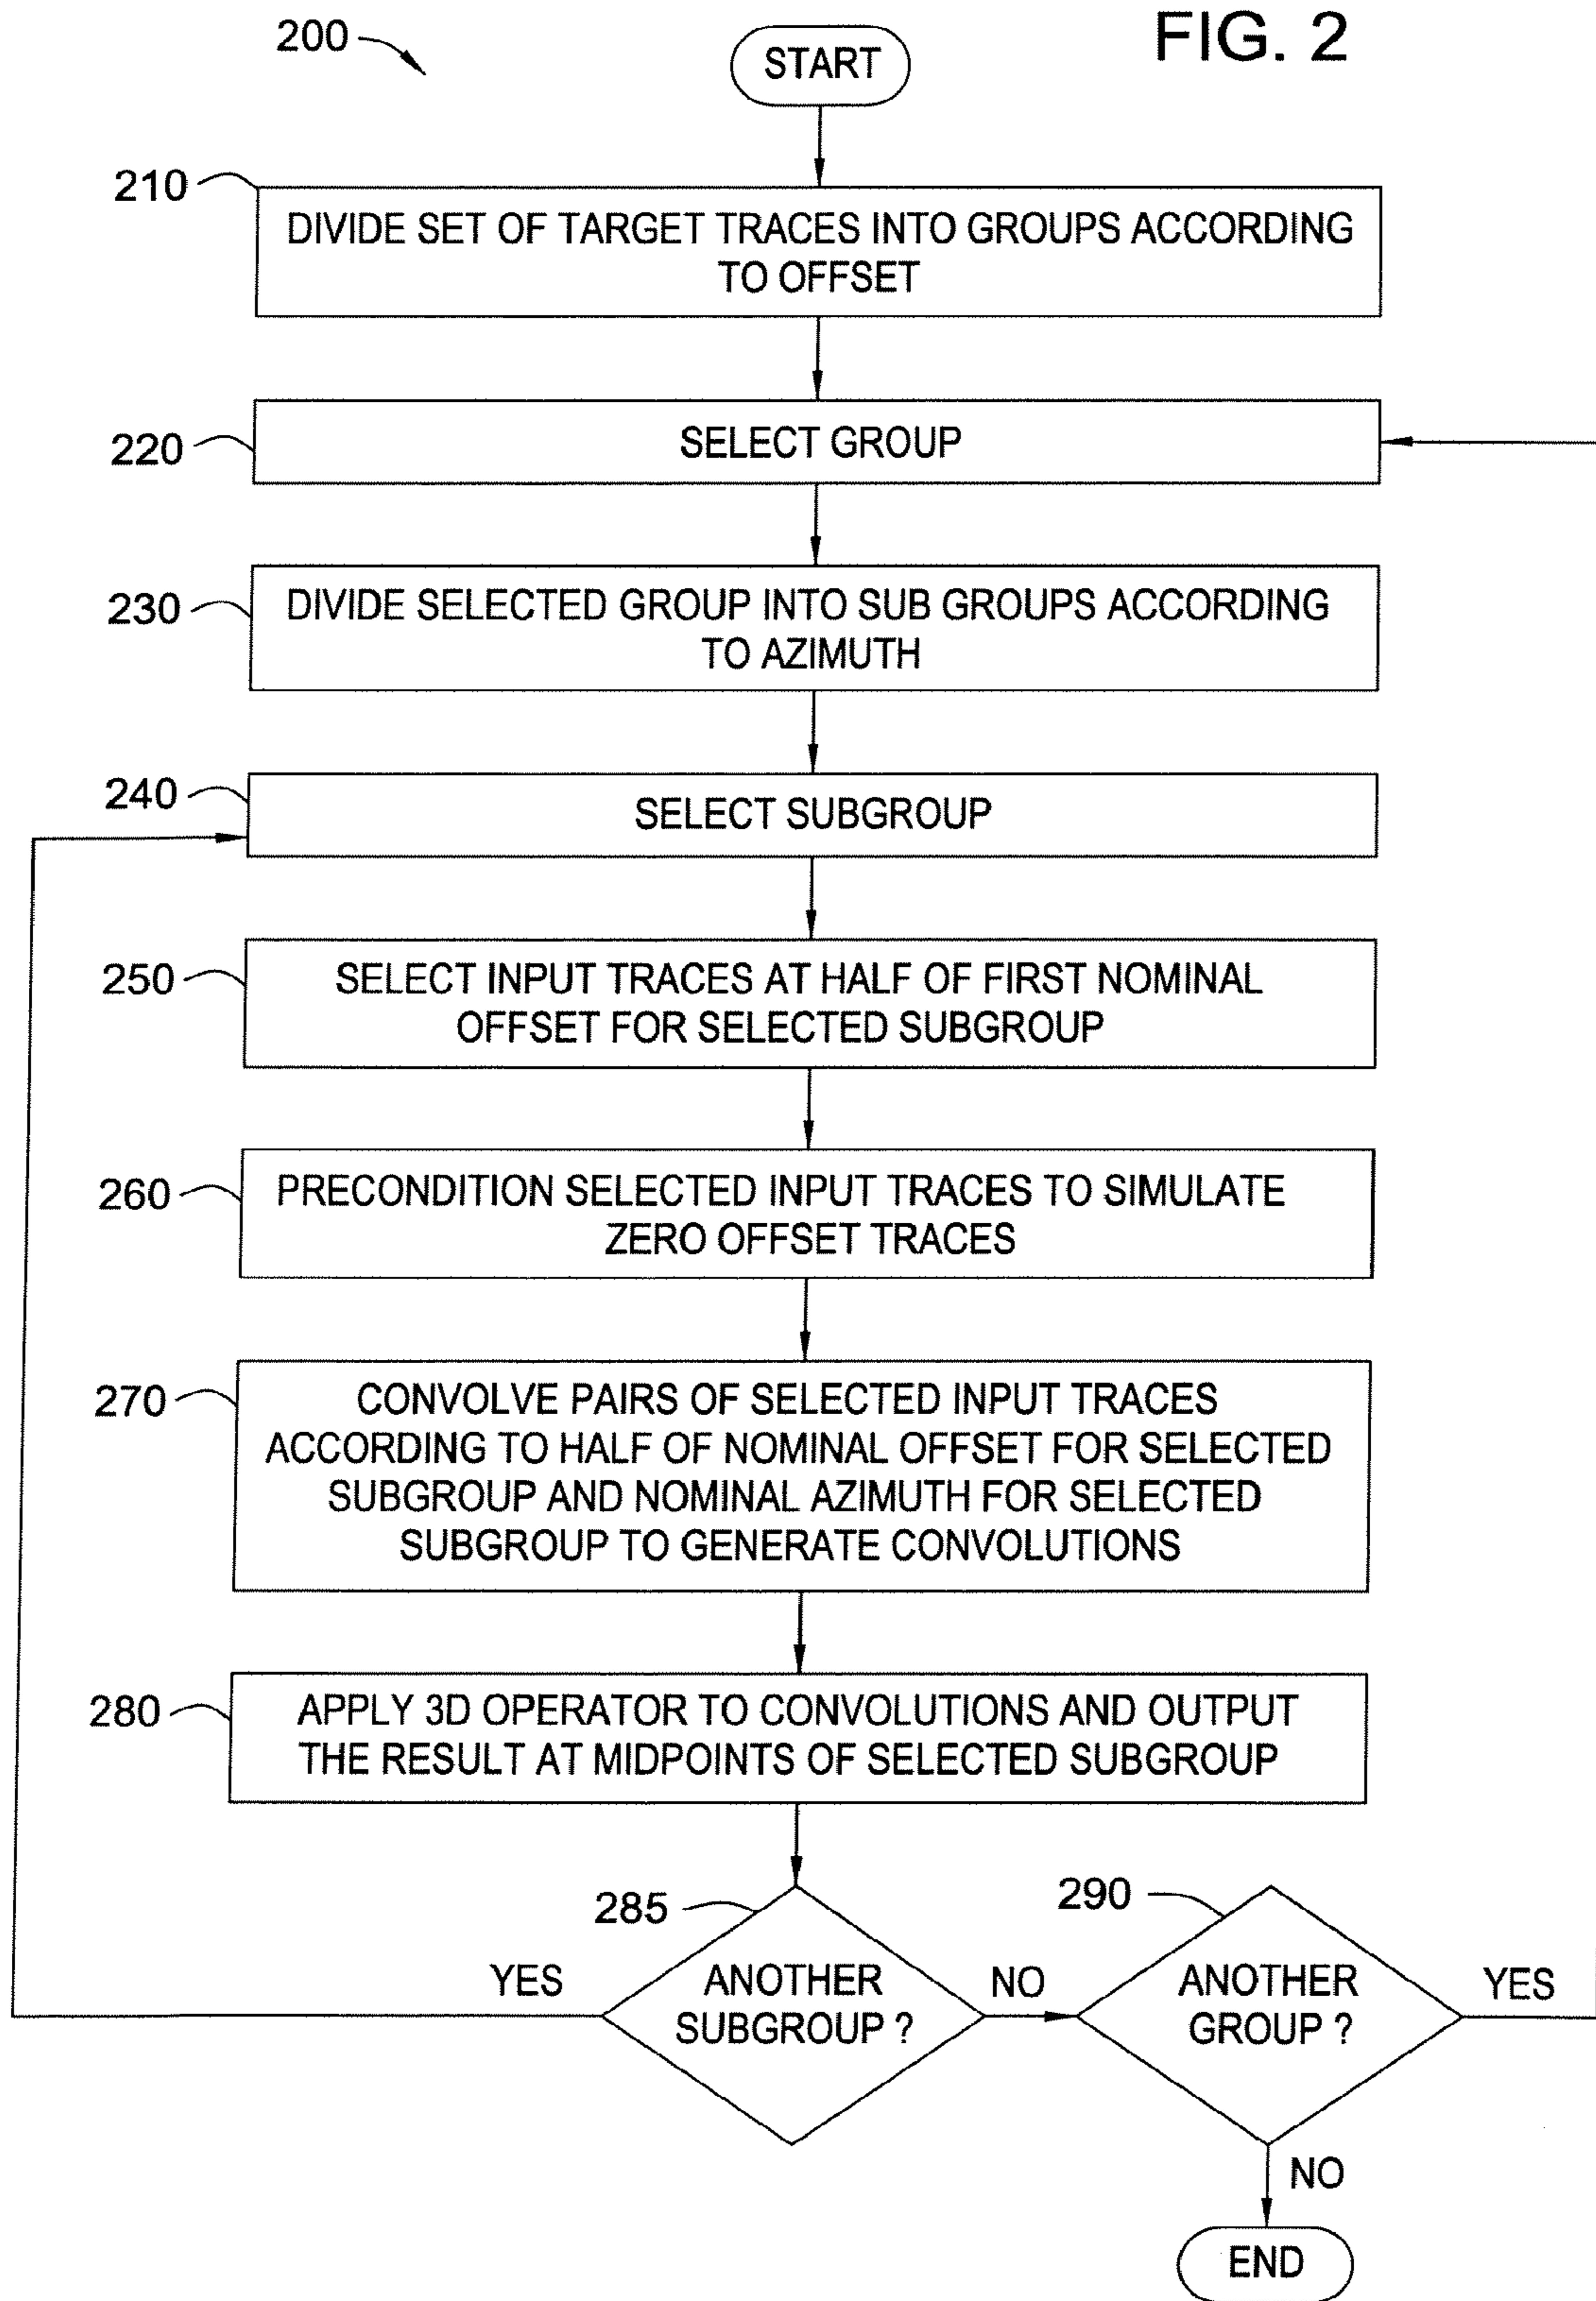 200
START
FIG. 2
210
DIVIDE SET OF TARGET TRACES INTO GROUPS ACCORDING
TO OFFSET
220
SELECT GROUP
230
DIVIDE SELECTED GROUP INTO SUB GROUPS ACCORDING
TO AZIMUTH
240
SELECT SUBGROUP
250
SELECT INPUT TRACES AT HALF OF FIRST NOMINAL
OFFSET FOR SELECTED SUBGROUP
260
PRECONDITION SELECTED INPUT TRACES TO SIMULATE
ZERO OFFSET TRACES
270
CONVOLVE PAIRS OF SELECTED INPUT TRACES
ACCORDING TO HALF OF NOMINAL OFFSET FOR SELECTED
SUBGROUP AND NOMINAL AZIMUTH FOR SELECTED
SUBGROUP TO GENERATE CONVOLUTIONS
280
APPLY 3D OPERATOR TO CONVOLUTIONS AND OUTPUT
THE RESULT AT MIDPOINTS OF SELECTED SUBGROUP
285
ANOTHER
SUBGROUP ?
YES
NO
290
ANOTHER
GROUP ?
YES
NO
END